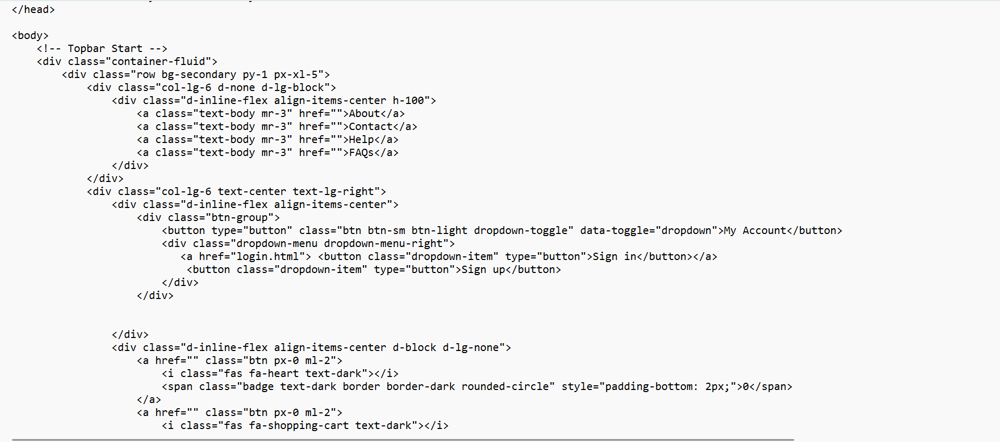 </head>

<body>
    <!-- Topbar Start -->
    <div class="container-fluid">
        <div class="row bg-secondary py-1 px-xl-5">
            <div class="col-lg-6 d-none d-lg-block">
                <div class="d-inline-flex align-items-center h-100">
                    <a class="text-body mr-3" href="">About</a>
                    <a class="text-body mr-3" href="">Contact</a>
                    <a class="text-body mr-3" href="">Help</a>
                    <a class="text-body mr-3" href="">FAQs</a>
                </div>
            </div>
            <div class="col-lg-6 text-center text-lg-right">
                <div class="d-inline-flex align-items-center">
                    <div class="btn-group">
                        <button type="button" class="btn btn-sm btn-light dropdown-toggle" data-toggle="dropdown">My Account</button>
                        <div class="dropdown-menu dropdown-menu-right">
                           <a href="login.html"> <button class="dropdown-item" type="button">Sign in</button></a>
                            <button class="dropdown-item" type="button">Sign up</button>
                        </div>
                    </div>


                </div>
                <div class="d-inline-flex align-items-center d-block d-lg-none">
                    <a href="" class="btn px-0 ml-2">
                        <i class="fas fa-heart text-dark"></i>
                        <span class="badge text-dark border border-dark rounded-circle" style="padding-bottom: 2px;">0</span>
                    </a>
                    <a href="" class="btn px-0 ml-2">
                        <i class="fas fa-shopping-cart text-dark"></i>